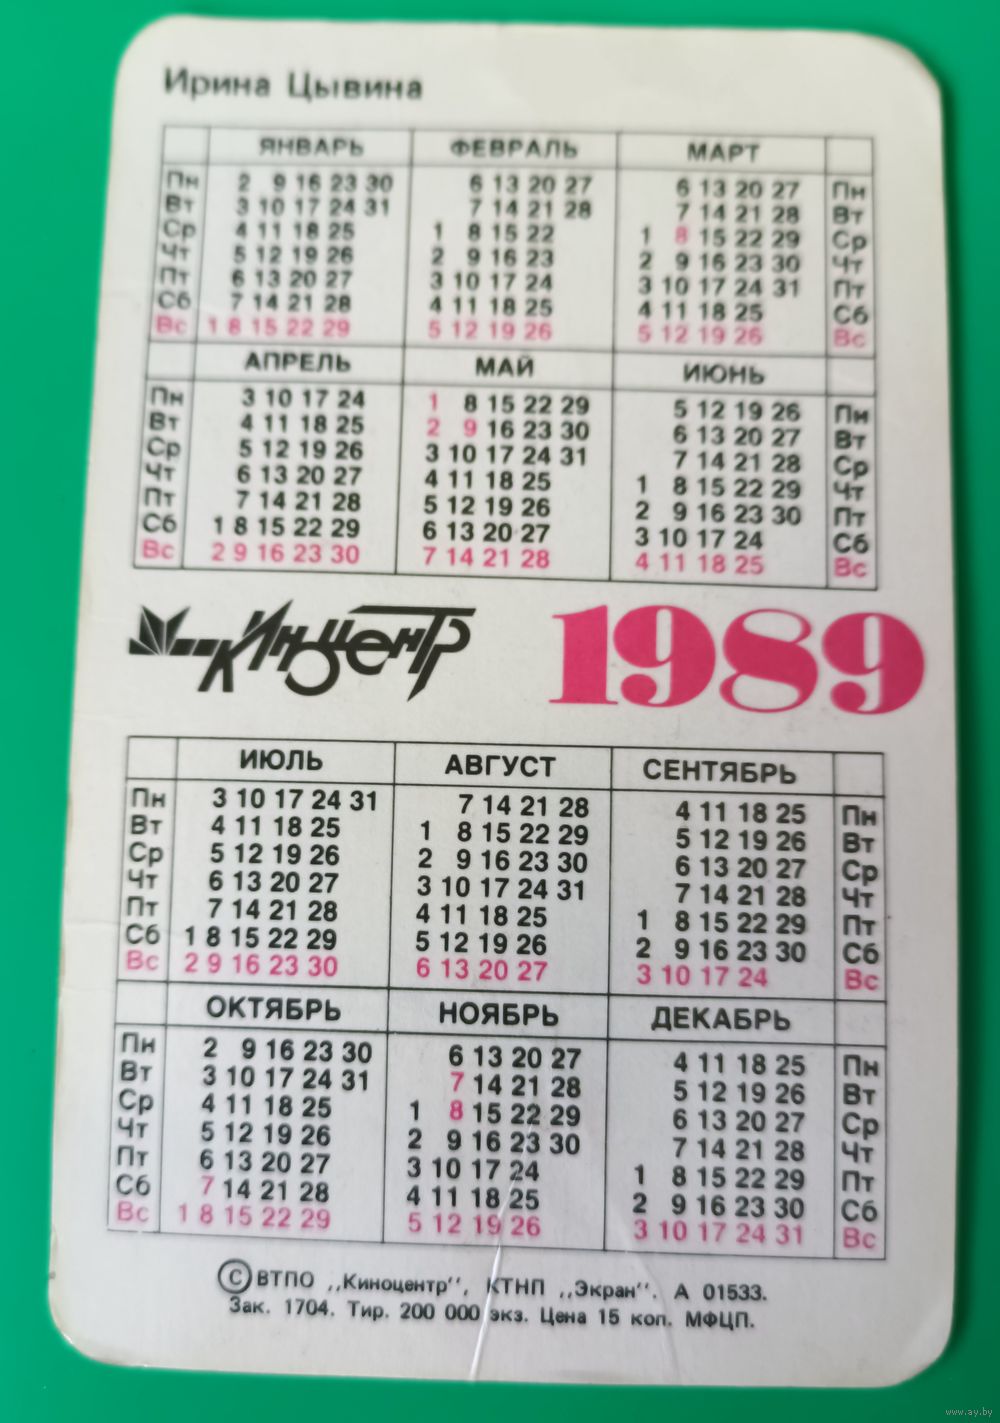 Ирина Цывина
ЯНВАРЬ ФЕВРАЛЬ МАРТ
Пн 2 9 16 23 30 6 13 20 27 6 13 20 27 Пн
Вт 3 10 17 24 31 7 14 21 28 7 14 21 28 Вт
Ср 4 11 18 25 1 8 15 22 1 8 15 22 29 Ср
Чт 5 12 19 26 2 9 16 23 2 9 16 23 30 Чт
Пт 6 13 20 27 3 10 17 24 3 10 17 24 31 Пт
Сб 7 14 21 28 4 11 18 25 4 11 18 25 Сб
Вс 1 8 15 22 29 5 12 19 26 5 12 19 26 Вс
АПРЕЛЬ МАЙ ИЮНЬ
Пн 3 10 17 24 1 8 15 22 29 5 12 19 26 Пн
Вт 4 11 18 25 2 9 16 23 30 6 13 20 27 Вт
Ср 5 12 19 26 3 10 17 24 31 7 14 21 28 Ср
Чт 6 13 20 27 4 11 18 25 1 8 15 22 29 Чт
Пт 7 14 21 28 5 12 19 26 2 9 16 23 30 Пт
Сб 1 8 15 22 29 6 13 20 27 3 10 17 24 Сб
Вс 2 9 16 23 30 7 14 21 28 4 11 18 25 Вс
Киноцентр 1989
ИЮЛЬ АВГУСТ СЕНТЯБРЬ
Пн 3 10 17 24 31 7 14 21 28 4 11 18 25 Пн
Вт 4 11 18 25 1 8 15 22 29 5 12 19 26 Вт
Ср 5 12 19 26 2 9 16 23 30 6 13 20 27 Ср
Чт 6 13 20 27 3 10 17 24 31 7 14 21 28 Чт
Пт 7 14 21 28 4 11 18 25 1 8 15 22 29 Пт
Сб 1 8 15 22 29 5 12 19 26 2 9 16 23 30 Сб
Вс 2 9 16 23 30 6 13 20 27 3 10 17 24 Вс
ОКТЯБРЬ НОЯБРЬ ДЕКАБРЬ
Пн 2 9 16 23 30 6 13 20 27 4 11 18 25 Пн
Вт 3 10 17 24 31 7 14 21 28 5 12 19 26 Вт
Ср 4 11 18 25 1 8 15 22 29 6 13 20 27 Ср
Чт 5 12 19 26 2 9 16 23 30 7 14 21 28 Чт
Пт 6 13 20 27 3 10 17 24 1 8 15 22 29 Пт
Сб 7 14 21 28 4 11 18 25 2 9 16 23 30 Сб
Вс 1 8 15 22 29 5 12 19 26 3 10 17 24 31 Вс
© ВТПО ,,Киноцентр'', КТНП ,,Экран''. А 01533.
Зак. 1704. Тир. 200 000 экз. Цена 15 коп. МФЦП.
www.ay.by